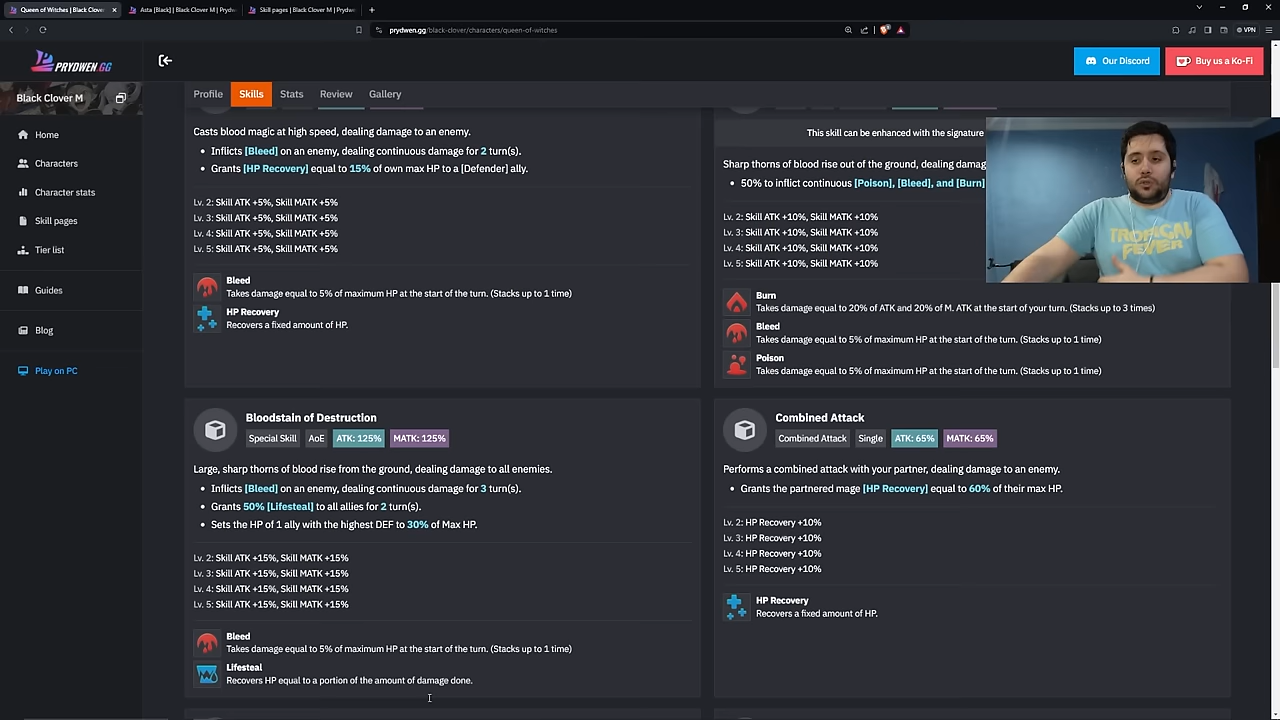 Queen of Witches | Black Clover
Asta [Black] | Black Clover M | Prydw
Skill pages | Black Clover M | Prydw
prydwen.gg/black-clover/characters/queen-of-witches
VPN
PRYDWEN GG
Our Discord
Buy us a Ko-Fi
Black Clover M
Home
Characters
Character stats
Skill pages
Tier list
Guides
Blog
Play on PC
Profile
Skills
Stats
Review
Gallery
Casts blood magic at high speed, dealing damage to an enemy.
Inflicts [Bleed] on an enemy, dealing continuous damage for 2 turn(s).
Grants [HP Recovery] equal to 15% of own max HP to a [Defender] ally.
Lv. 2: Skill ATK +5%, Skill MATK +5%
Lv. 3: Skill ATK +5%, Skill MATK +5%
Lv. 4: Skill ATK +5%, Skill MATK +5%
Lv. 5: Skill ATK +5%, Skill MATK +5%
Bleed
Takes damage equal to 5% of maximum HP at the start of the turn. (Stacks up to 1 time)
HP Recovery
Recovers a fixed amount of HP.
This skill can be enhanced with the signature
Sharp thorns of blood rise out of the ground, dealing damag
50% to inflict continuous [Poison], [Bleed], and [Burn]
Lv. 2: Skill ATK +10%, Skill MATK +10%
Lv. 3: Skill ATK +10%, Skill MATK +10%
Lv. 4: Skill ATK +10%, Skill MATK +10%
Lv. 5: Skill ATK +10%, Skill MATK +10%
Burn
Takes damage equal to 20% of ATK and 20% of M. ATK at the start of your turn. (Stacks up to 3 times)
Bleed
Takes damage equal to 5% of maximum HP at the start of the turn. (Stacks up to 1 time)
Poison
Takes damage equal to 5% of maximum HP at the start of the turn. (Stacks up to 1 time)
TROPICAL
FEVER
Bloodstain of Destruction
Special Skill AoE ATK: 125% MATK: 125%
Large, sharp thorns of blood rise from the ground, dealing damage to all enemies.
Inflicts [Bleed] on an enemy, dealing continuous damage for 3 turn(s).
Grants 50% [Lifesteal] to all allies for 2 turn(s).
Sets the HP of 1 ally with the highest DEF to 30% of Max HP.
Lv. 2: Skill ATK +15%, Skill MATK +15%
Lv. 3: Skill ATK +15%, Skill MATK +15%
Lv. 4: Skill ATK +15%, Skill MATK +15%
Lv. 5: Skill ATK +15%, Skill MATK +15%
Bleed
Takes damage equal to 5% of maximum HP at the start of the turn. (Stacks up to 1 time)
Lifesteal
Recovers HP equal to a portion of the amount of damage done.
Combined Attack
Combined Attack Single ATK: 65% MATK: 65%
Performs a combined attack with your partner, dealing damage to an enemy.
Grants the partnered mage [HP Recovery] equal to 60% of their max HP.
Lv. 2: HP Recovery +10%
Lv. 3: HP Recovery +10%
Lv. 4: HP Recovery +10%
Lv. 5: HP Recovery +10%
HP Recovery
Recovers a fixed amount of HP.